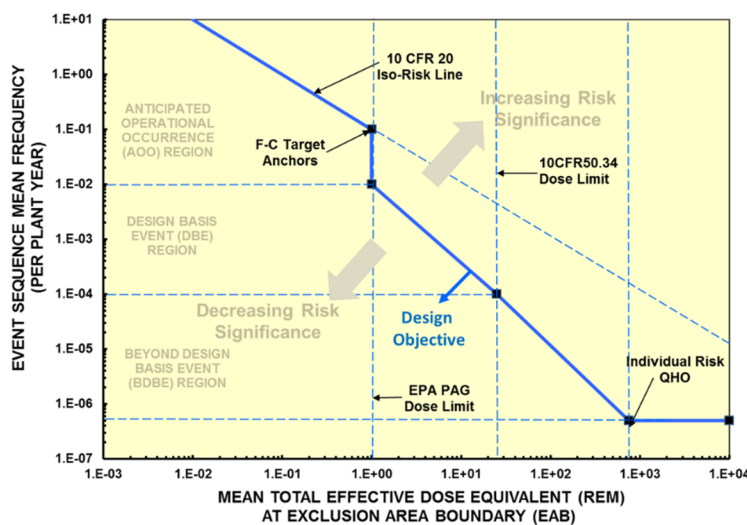 1.E+01
1.E+00
1.E-01
1.E-02
1.E-03
1.E-04
1.E-05
1.E-06
1.E-07
EVENT SEQUENCE MEAN FREQUENCY
(PER PLANT YEAR)
10 CFR 20
Iso-Risk Line
Increasing Risk
Significance
ANTICIPATED
OPERATIONAL
OCCURRENCE
(AOO) REGION
F-C Target
Anchors
10CFR50.34
Dose Limit
DESIGN BASIS
EVENT (DBE)
REGION
Decreasing Risk
Significance
Design
Objective
BEYOND DESIGN
BASIS EVENT
(BDBE) REGION
EPA PAG
Dose Limit
Individual Risk
QHO
1.E-03
1.E-02
1.E-01
1.E+00
1.E+01
1.E+02
1.E+03
1.E+04
MEAN TOTAL EFFECTIVE DOSE EQUIVALENT (REM)
AT EXCLUSION AREA BOUNDARY (EAB)